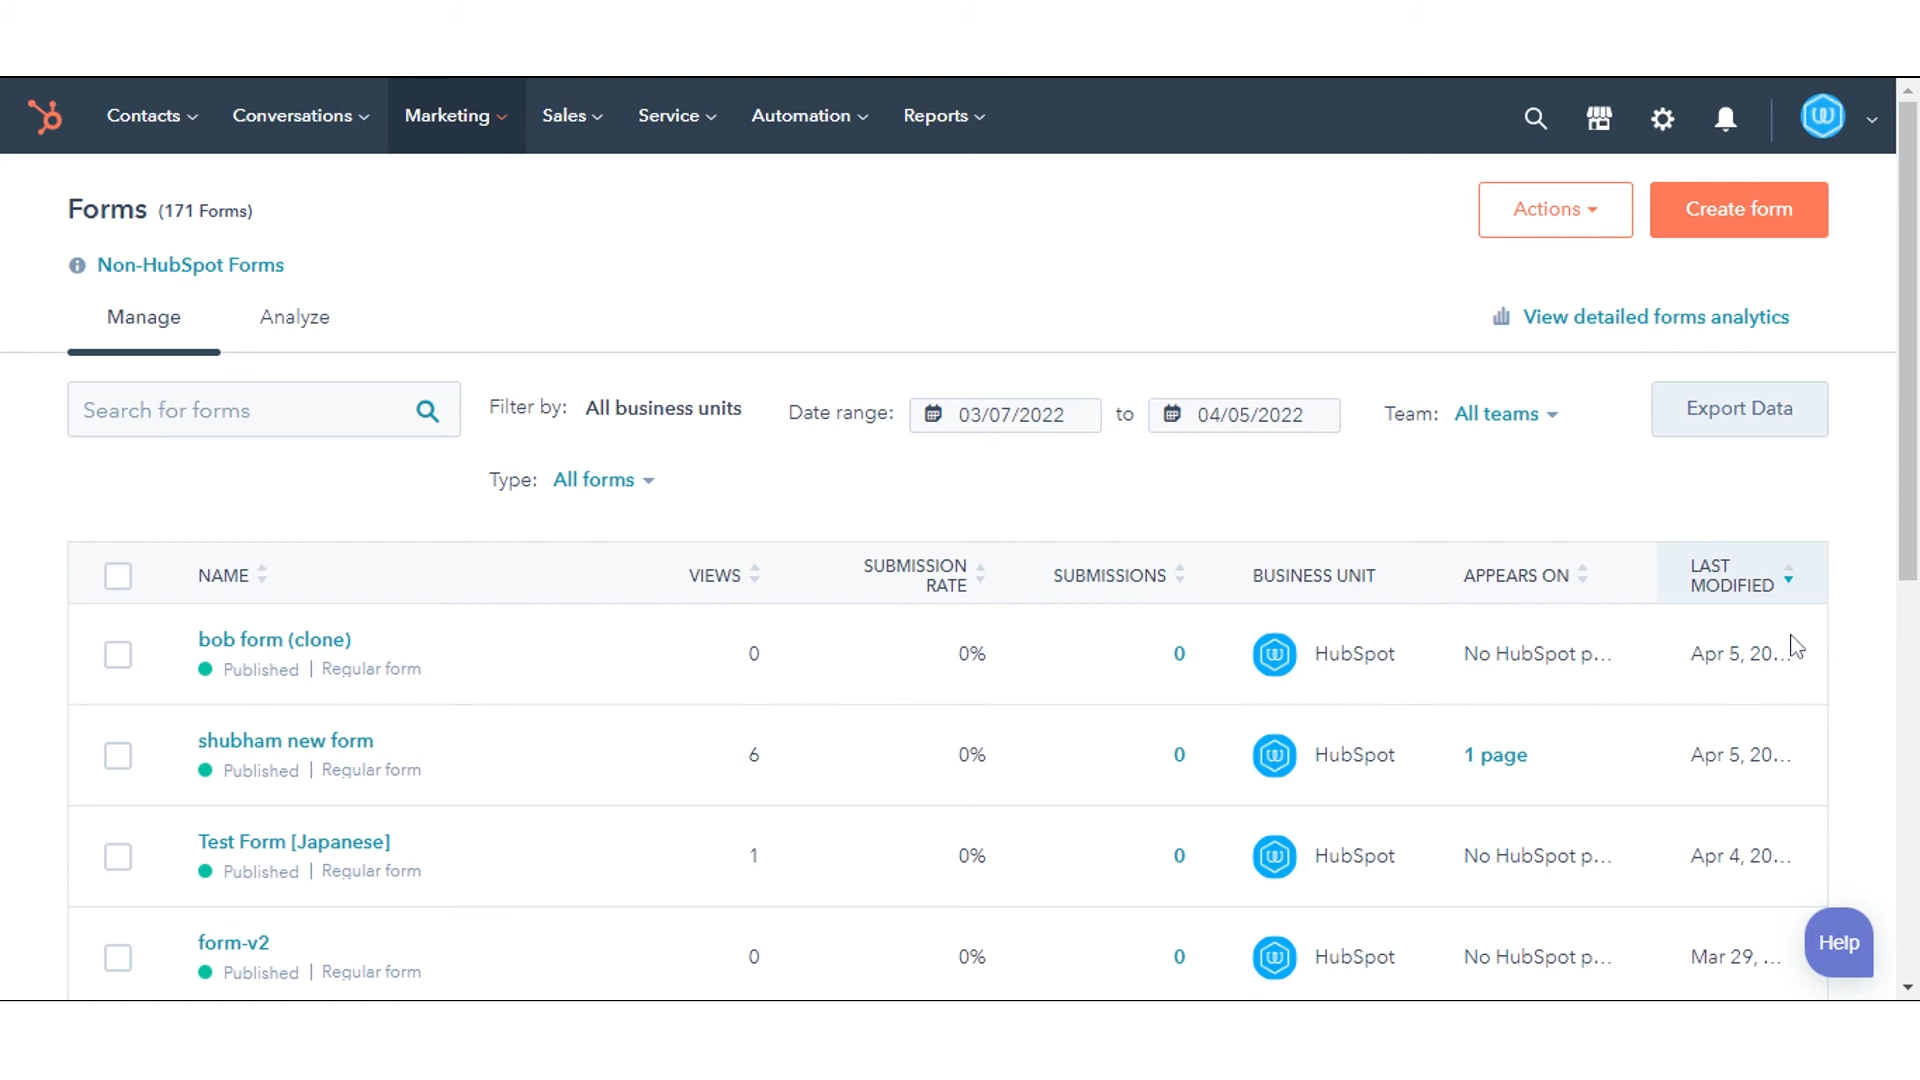 Contacts Conversations Marketing Sales Service Automation Reports
Forms (171 Forms)
Actions Create form
Non-HubSpot Forms
Manage Analyze View detailed forms analytics
Search for forms Filter by: All business units Date range: 03/07/2022 to 04/05/2022 Team: All teams Export Data
Type: All forms
NAME VIEWS SUBMISSION RATE SUBMISSIONS BUSINESS UNIT APPEARS ON LAST MODIFIED
bob form (clone) 0 0% 0 HubSpot No HubSpot p... Apr 5, 20...
Published | Regular form
shubham new form 6 0% 0 HubSpot 1 page Apr 5, 20...
Published | Regular form
Test Form [Japanese] 1 0% 0 HubSpot No HubSpot p... Apr 4, 20...
Published | Regular form
form-v2 0 0% 0 HubSpot No HubSpot p... Mar 29, ...
Published | Regular form
Help